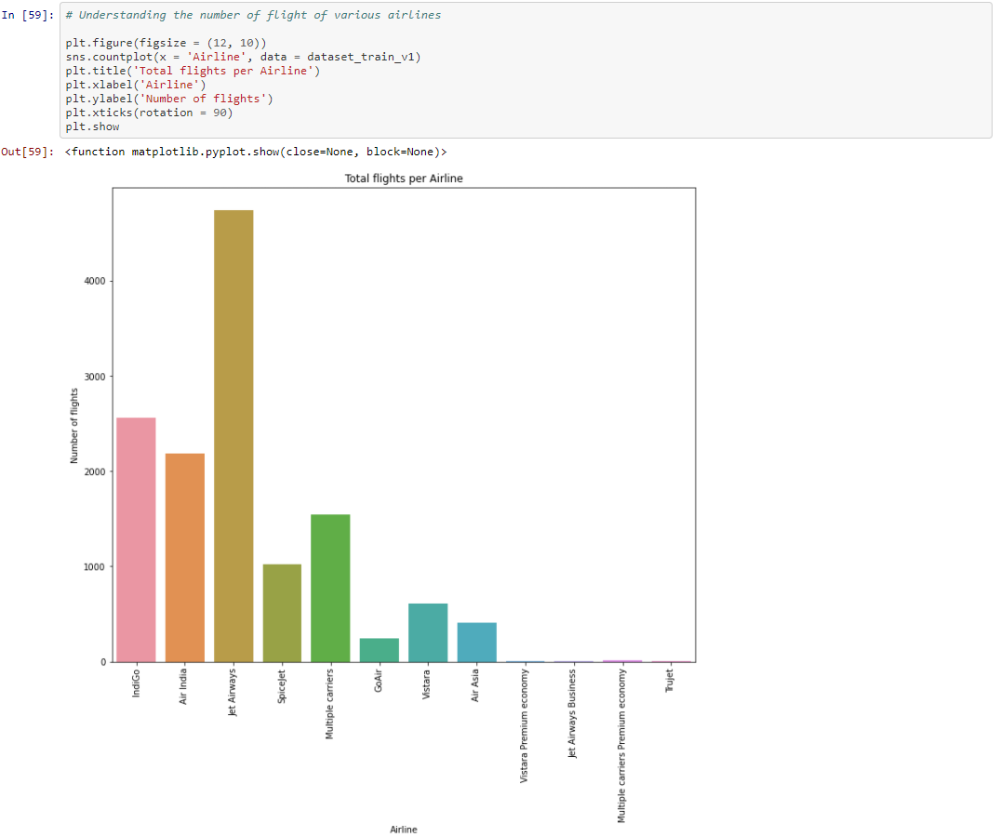 In [59]: # Understanding the number of flight of various airlines
plt.figure(figsize = (12, 10))
sns.countplot(x = 'Airline', data = dataset_train_v1)
plt.title('Total flights per Airline')
plt.xlabel('Airline')
plt.ylabel('Number of flights')
plt.xticks(rotation = 90)
plt.show
Out[59]: <function matplotlib.pyplot.show(close=None, block=None)>
Total flights per Airline
Number of flights
4000
3000
2000
1000
0
IndiGo
Air India
Jet Airways
SpiceJet
Multiple carriers
GoAir
Vistara
Air Asia
Vistara Premium economy
Jet Airways Business
Multiple carriers Premium economy
Trujet
Airline